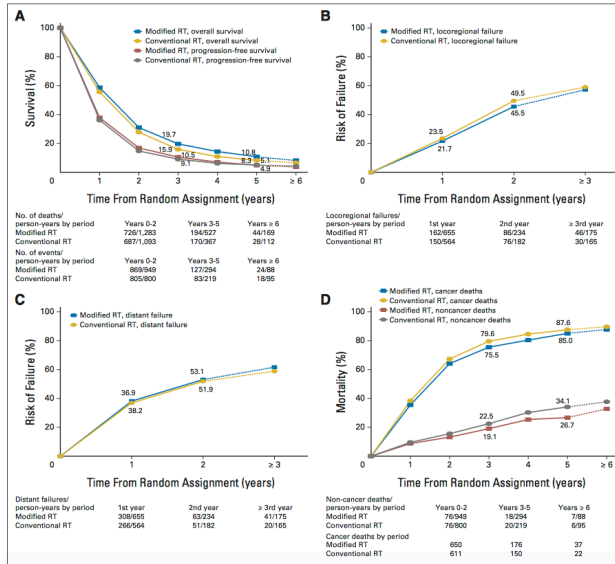 A
Modified RT, overall survival
Conventional RT, overall survival
Modified RT, progression-free survival
Conventional RT, progression-free survival
Survival (%)
100
80
60
40
20
0
19.7
15.9
10.5
9.1
10.8
8.3
5.1
4.9
1 2 3 4 5 ≥ 6
Time From Random Assignment (years)
No. of deaths/
person-years by period Years 0-2 Years 3-5 Years ≥ 6
Modified RT 726/1,283 194/527 44/169
Conventional RT 687/1,093 170/367 28/112
No. of events/
person-years by period Years 0-2 Years 3-5 Years ≥ 6
Modified RT 869/949 127/294 24/88
Conventional RT 805/800 83/219 18/95
B
Modified RT, locoregional failure
Conventional RT, locoregional failure
Risk of Failure (%)
100
80
60
40
20
0
23.5
21.7
49.5
45.5
1 2 ≥ 3
Time From Random Assignment (years)
Locoregional failures/
person-years by period 1st year 2nd year ≥ 3rd year
Modified RT 162/655 86/234 46/175
Conventional RT 150/564 76/182 30/165
C
Modified RT, distant failure
Conventional RT, distant failure
Risk of Failure (%)
100
80
60
40
20
0
36.9
38.2
53.1
51.9
1 2 ≥ 3
Time From Random Assignment (years)
Distant failures/
person-years by period 1st year 2nd year ≥ 3rd year
Modified RT 308/655 63/234 41/175
Conventional RT 266/564 51/182 20/165
D
Modified RT, cancer deaths
Conventional RT, cancer deaths
Modified RT, noncancer deaths
Conventional RT, noncancer deaths
Mortality (%)
100
80
60
40
20
0
79.6
75.5
87.6
85.0
22.5
19.1
34.1
26.7
1 2 3 4 5 ≥ 6
Time From Random Assignment (years)
Non-cancer deaths/
person-years by period Years 0-2 Years 3-5 Years ≥ 6
Modified RT 76/949 18/294 7/88
Conventional RT 76/800 20/219 6/95
Cancer deaths by period
Modified RT 650 176 37
Conventional RT 611 150 22